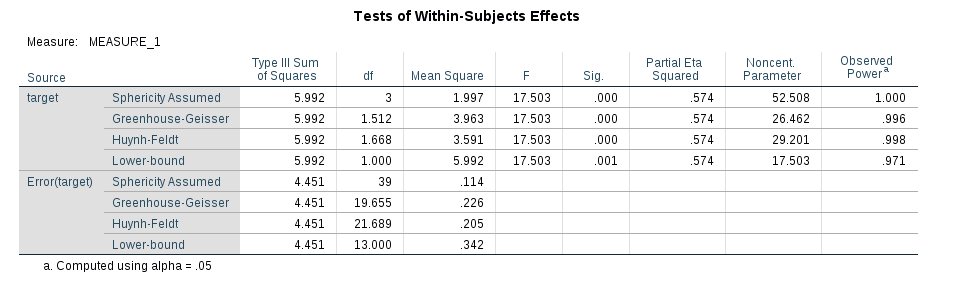 Tests of Within-Subjects Effects
Measure: MEASURE_1
Source Type III Sum of Squares df Mean Square F Sig. Partial Eta Squared Noncent. Parameter Observed Power a
target Sphericity Assumed 5.992 3 1.997 17.503 .000 .574 52.508 1.000
Greenhouse-Geisser 5.992 1.512 3.963 17.503 .000 .574 26.462 .996
Huynh-Feldt 5.992 1.668 3.591 17.503 .000 .574 29.201 .998
Lower-bound 5.992 1.000 5.992 17.503 .001 .574 17.503 .971
Error(target) Sphericity Assumed 4.451 39 .114
Greenhouse-Geisser 4.451 19.655 .226
Huynh-Feldt 4.451 21.689 .205
Lower-bound 4.451 13.000 .342
a. Computed using alpha = .05